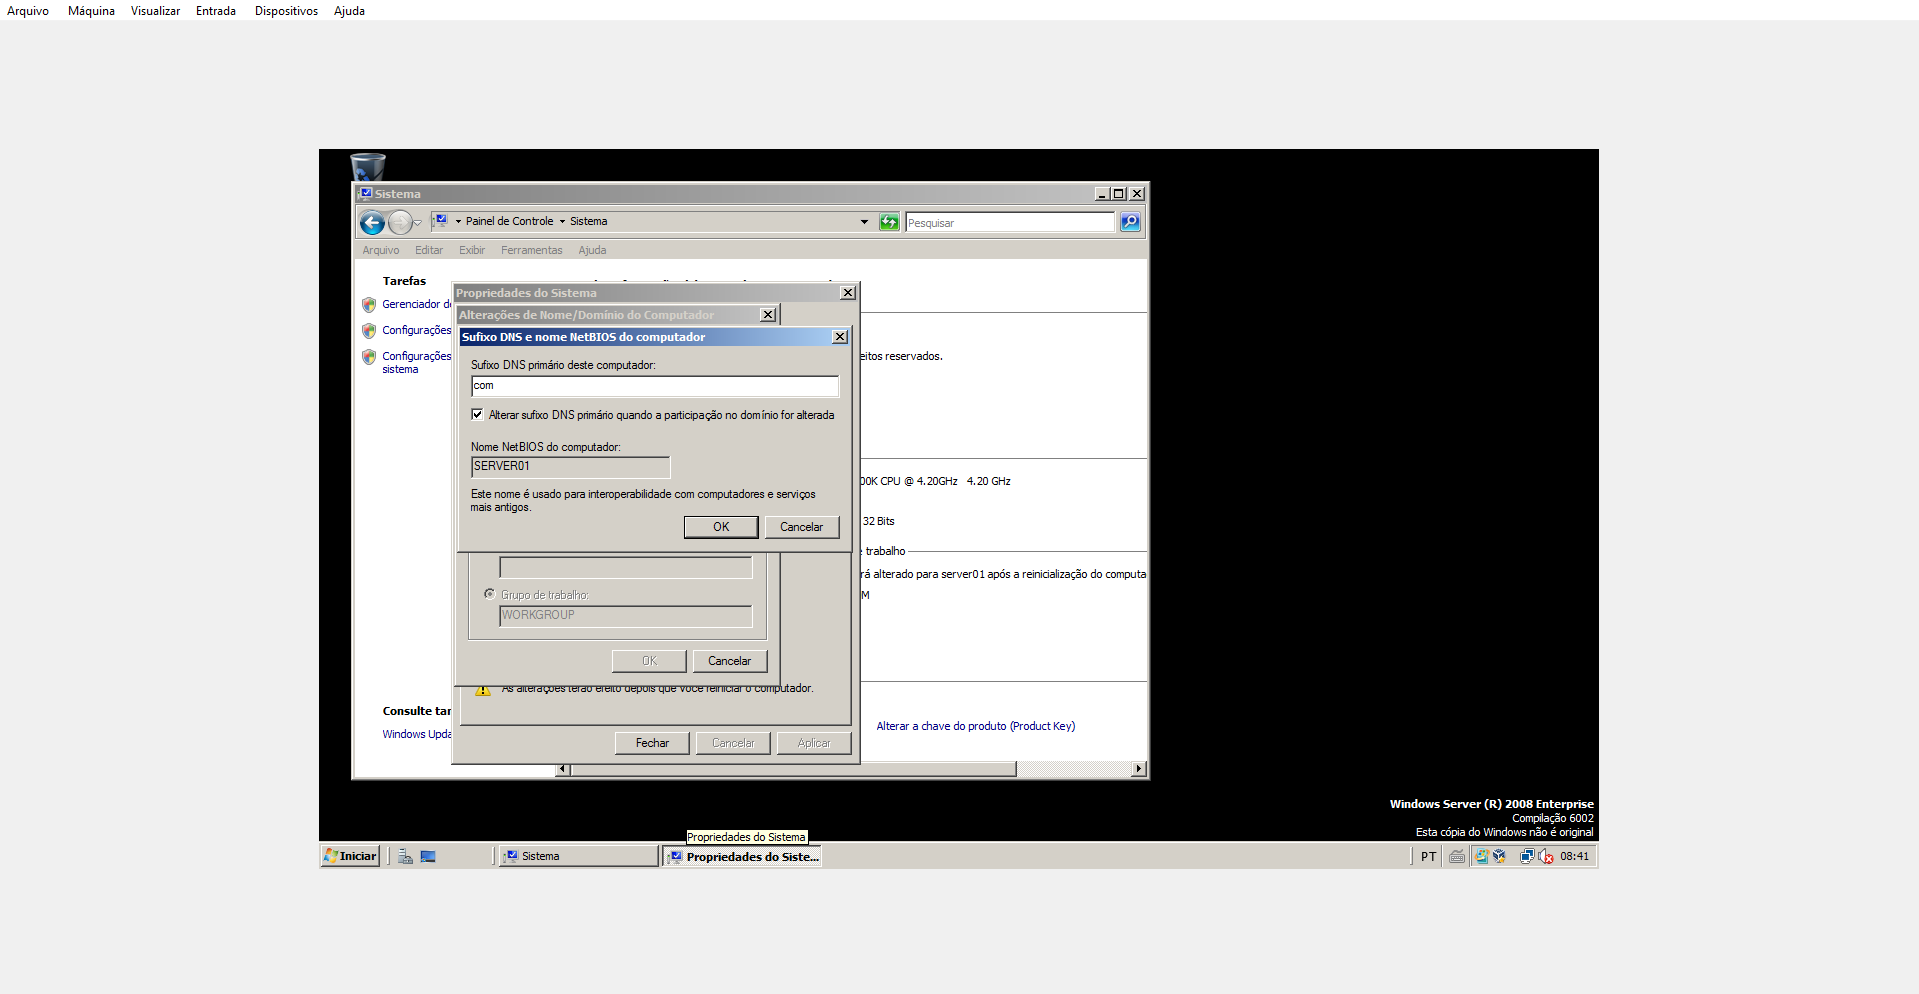 Arquivo Máquina Visualizar Entrada Dispositivos Ajuda
Sistema
Painel de Controle Sistema
Pesquisar
Arquivo Editar Exibir Ferramentas Ajuda
Tarefas
Gerenciador
Configurações
Configurações
sistema
Propriedades do Sistema
Alterações de Nome/Domínio do Computador
Sufixo DNS e nome NetBIOS do computador
Sufixo DNS primário deste computador:
com
Alterar sufixo DNS primário quando a participação no domínio for alterada
Nome NetBIOS do computador:
SERVER01
Este nome é usado para interoperabilidade com computadores e serviços
mais antigos.
OK Cancelar
Grupo de trabalho:
WORKGROUP
OK Cancelar
As alterações terão efeito depois que você reiniciar o computador.
Fechar Cancelar Aplicar
eitos reservados.
00K CPU @ 4.20GHz 4.20 GHz
32 Bits
trabalho
rá alterado para server01 após a reinicialização do computa
M
Consulte tar
Windows Upda
Alterar a chave do produto (Product Key)
Windows Server (R) 2008 Enterprise
Compilação 6002
Esta cópia do Windows não é original
Propriedades do Sistema
Iniciar Sistema Propriedades do Siste... PT 08:41